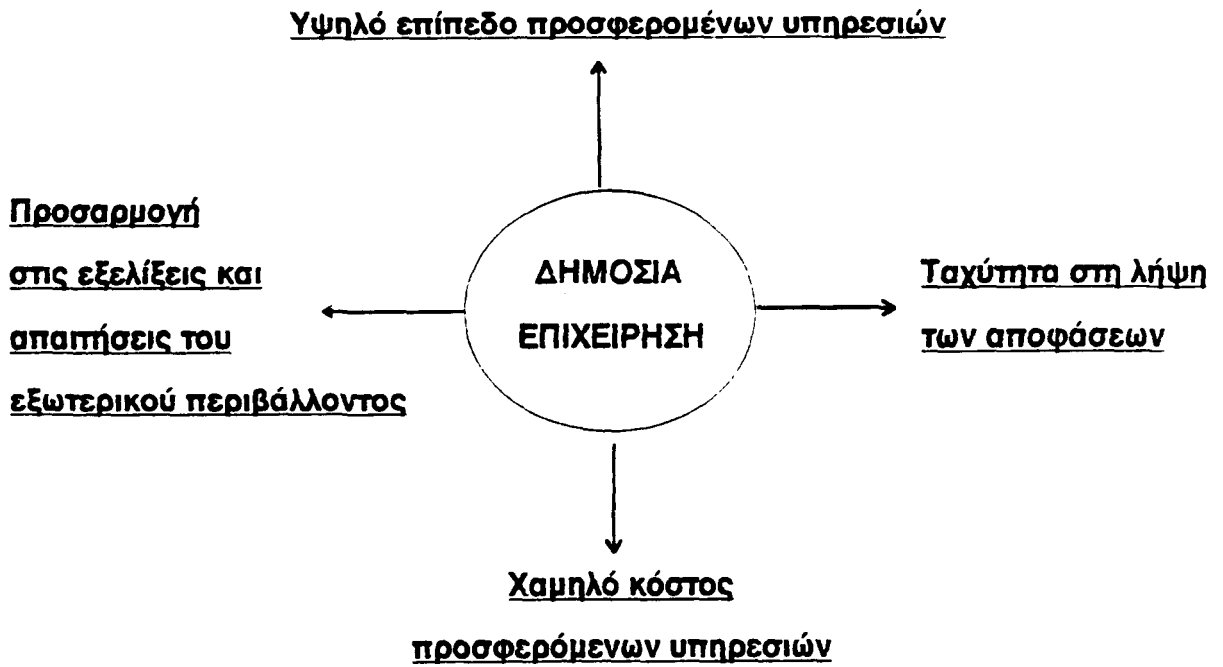 Υψηλό επίπεδο προσφερομένων υπηρεσιών
Προσαρμογή
στις εξελίξεις και
απαιτήσεις του
εξωτερικού περιβάλλοντος
ΔΗΜΟΣΙΑ
ΕΠΙΧΕΙΡΗΣΗ
Ταχύτητα στη λήψη
των αποφάσεων
Χαμηλό κόστος
προσφερόμενων υπηρεσιών